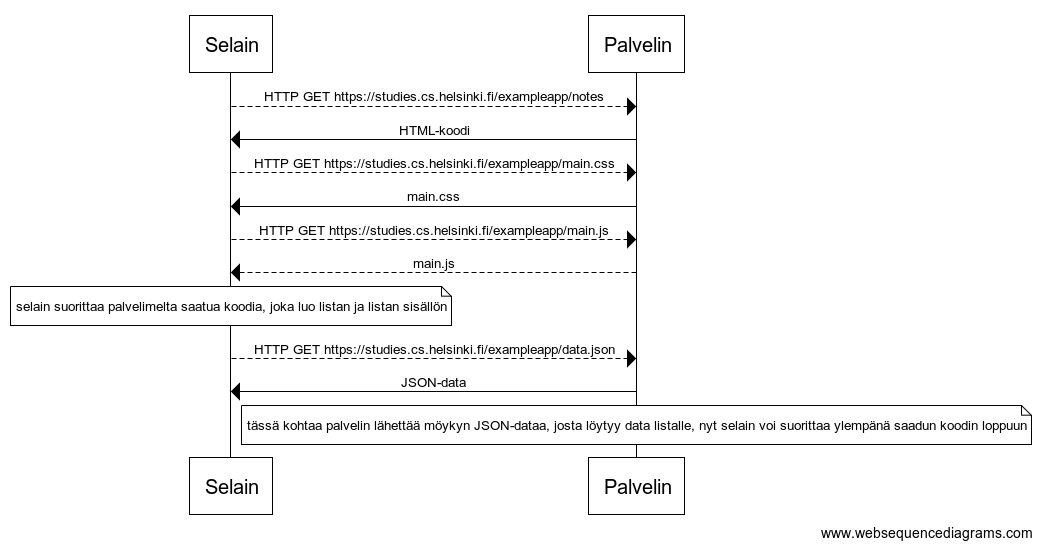 Selain
Palvelin
HTTP GET https://studies.cs.helsinki.fi/exampleapp/notes
HTML-koodi
HTTP GET https://studies.cs.helsinki.fi/exampleapp/main.css
main.css
HTTP GET https://studies.cs.helsinki.fi/exampleapp/main.js
main.js
selain suorittaa palvelimelta saatua koodia, joka luo listan ja listan sisällön
HTTP GET https://studies.cs.helsinki.fi/exampleapp/data.json
JSON-data
tässä kohtaa palvelin lähettää möykyn JSON-dataa, josta löytyy data listalle, nyt selain voi suorittaa ylempänä saadun koodin loppuun
Selain
Palvelin
www.websequencediagrams.com